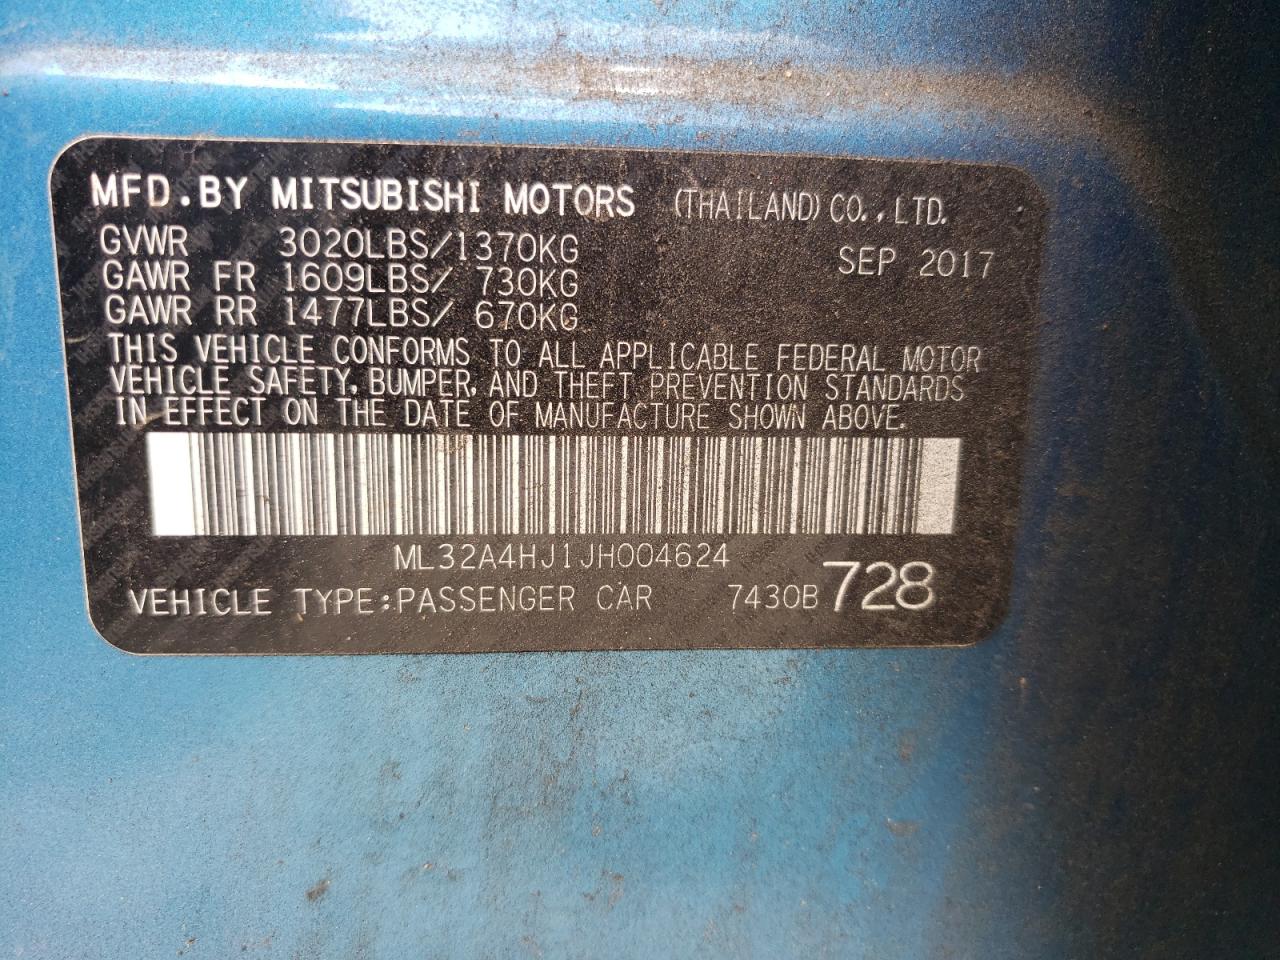 MFD.BY MITSUBISHI MOTORS (THAILAND) CO.,LTD.
GVWR 3020LBS/1370KG SEP 2017
GAWR FR 1609LBS/ 730KG
GAWR RR 1477LBS/ 670KG
THIS VEHICLE CONFORMS TO ALL APPLICABLE FEDERAL MOTOR
VEHICLE SAFETY, BUMPER, AND THEFT PREVENTION STANDARDS
IN EFFECT ON THE DATE OF MANUFACTURE SHOWN ABOVE.
ML32A4HJ1JH004624
VEHICLE TYPE:PASSENGER CAR 7430B 728